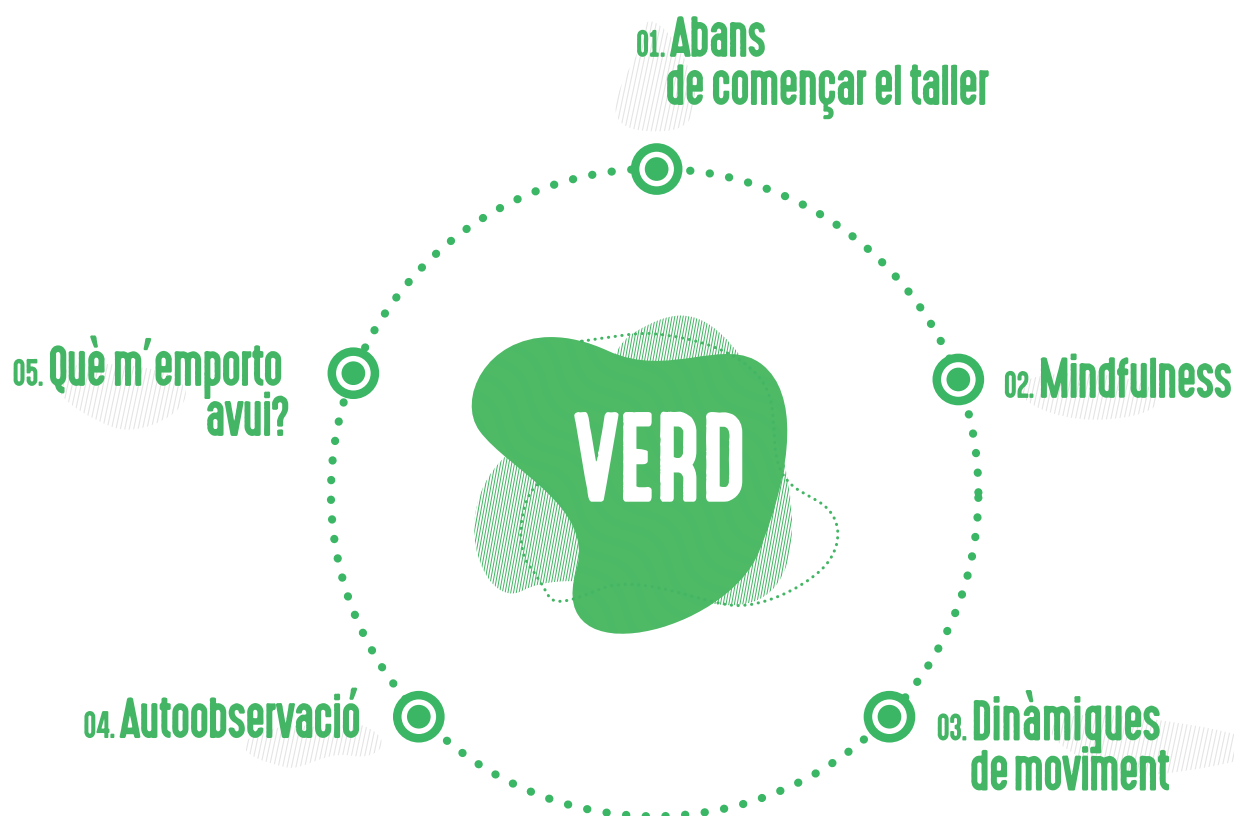 01. Abans
de començar el taller
02. Mindfulness
03. Dinàmiques
de moviment
04. Autoobservació
05. Què m´emporto
avui?
VERD